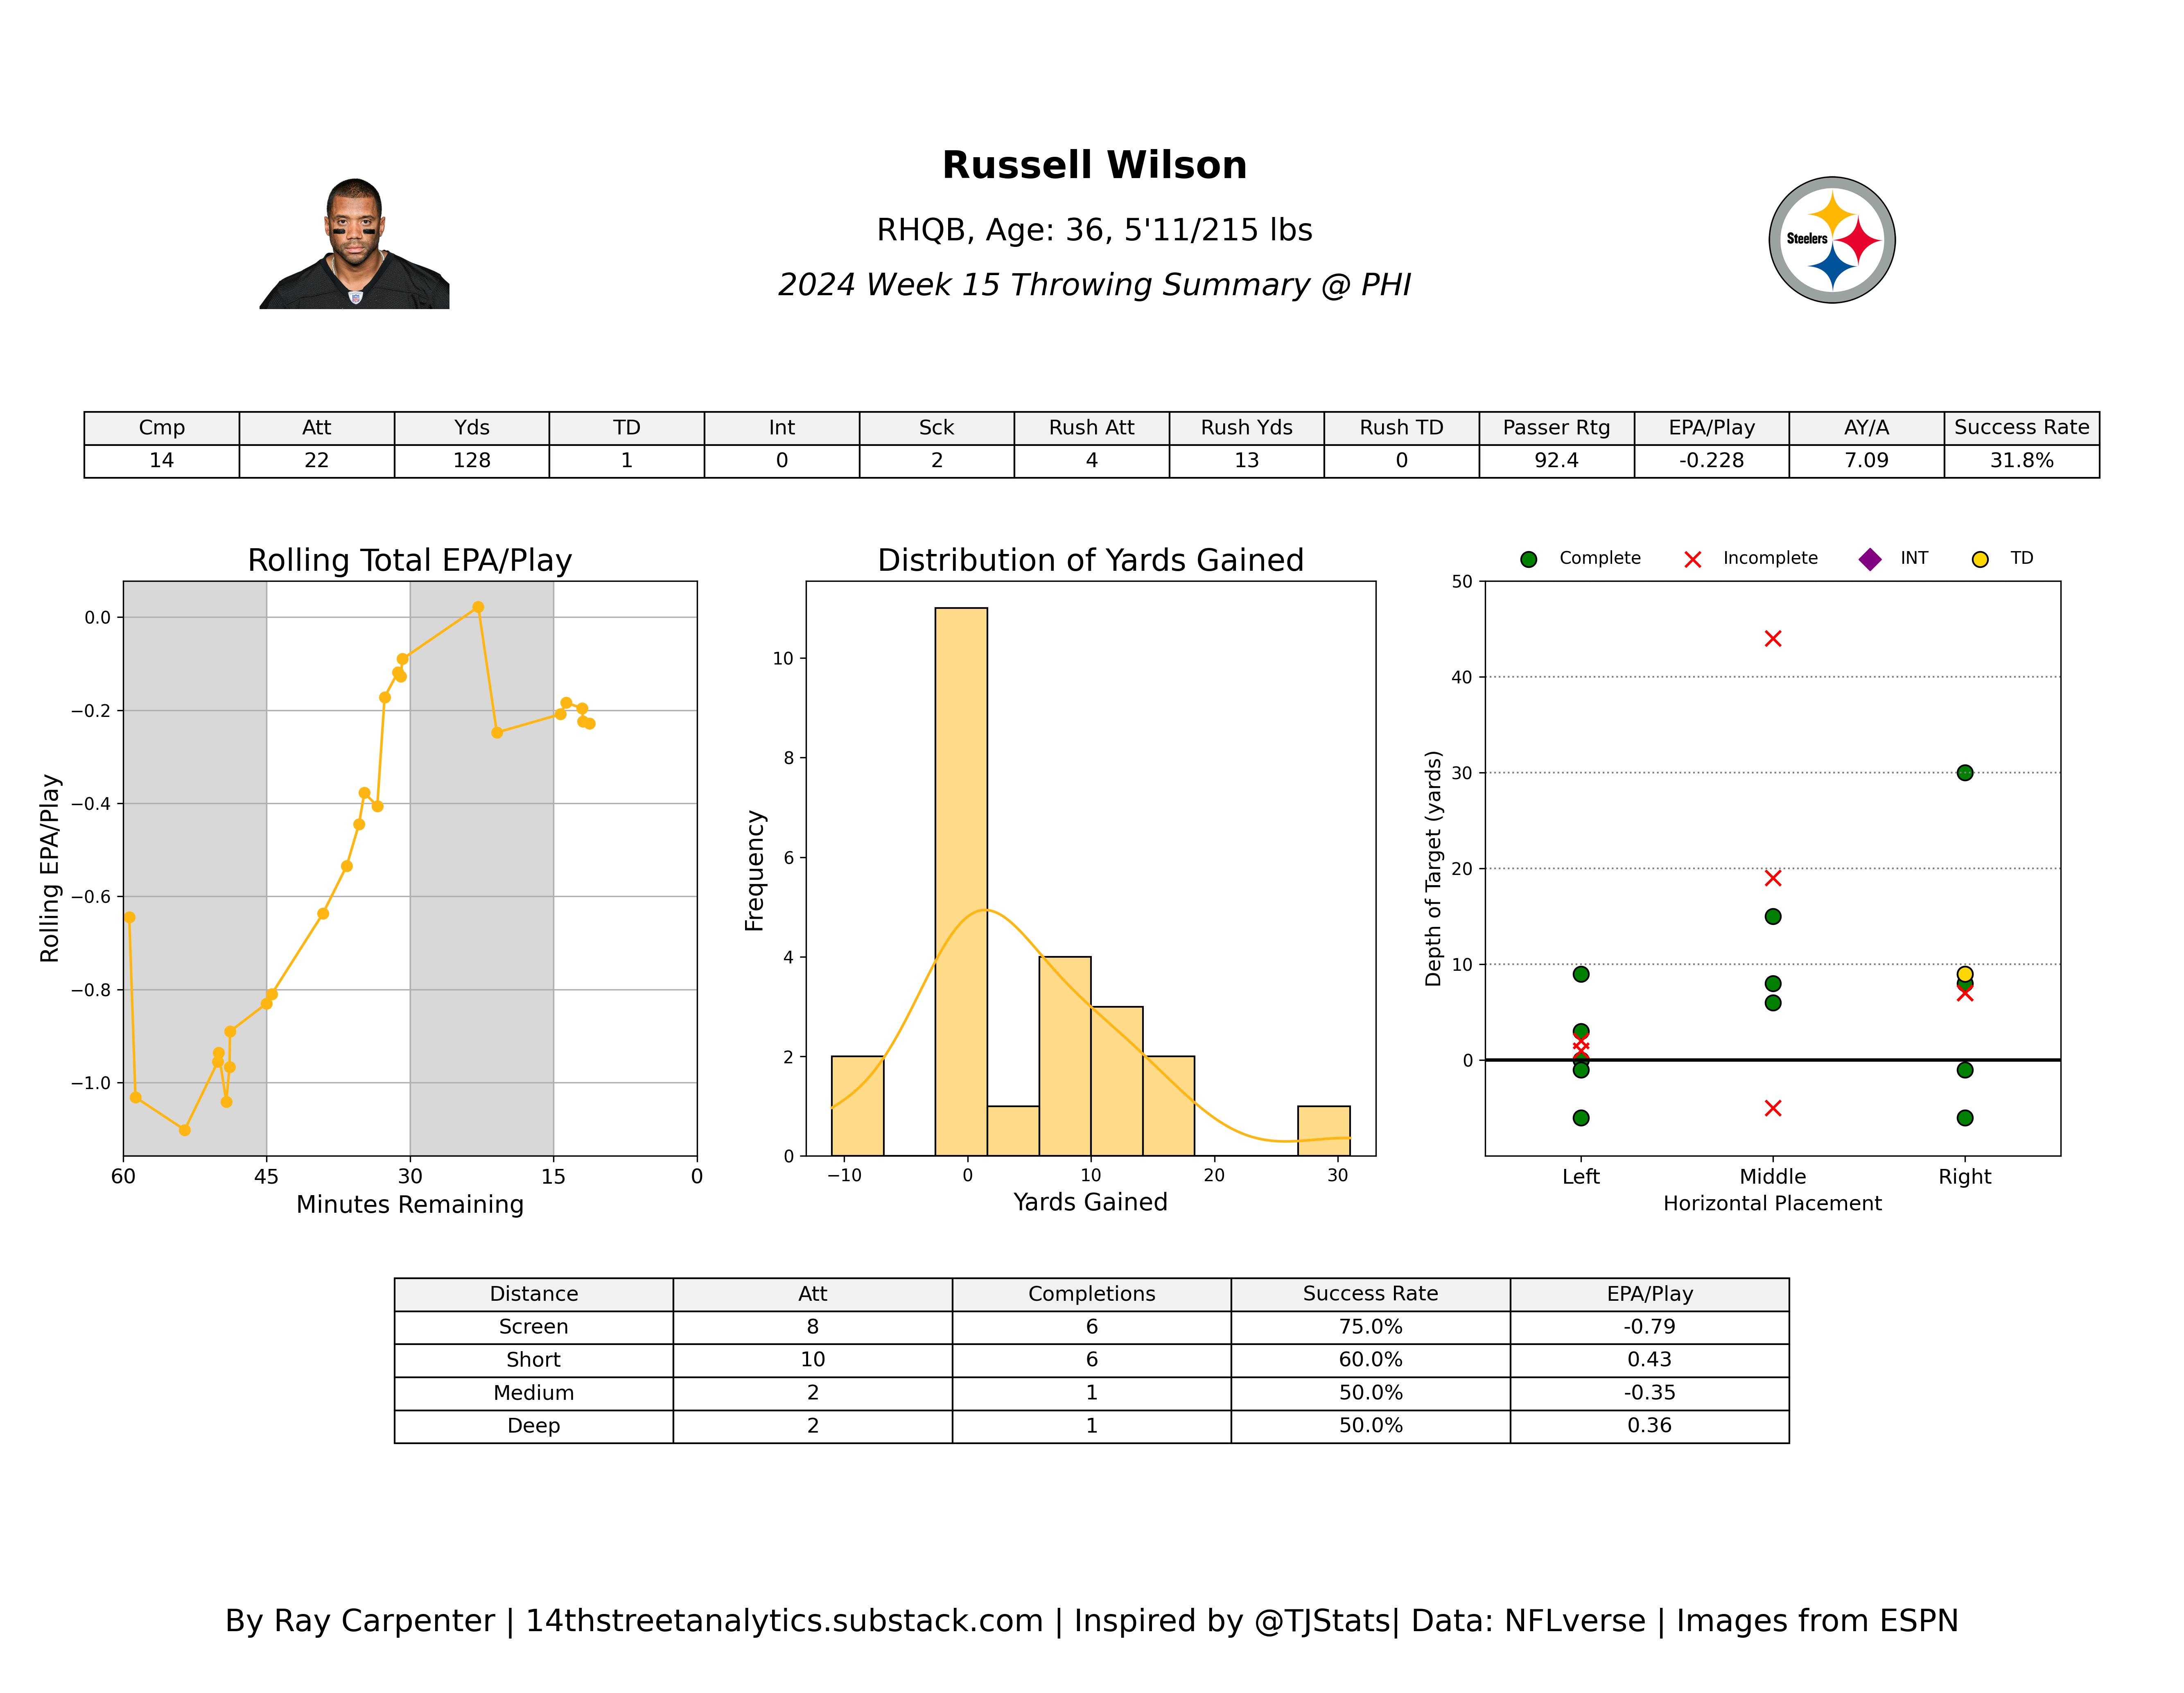 Russell Wilson
RHQB, Age: 36, 5'11/215 lbs
2024 Week 15 Throwing Summary @ PHI
Steelers
Cmp Att Yds TD Int Sck Rush Att Rush Yds Rush TD Passer Rtg EPA/Play AY/A Success Rate
14 22 128 1 0 2 4 13 0 92.4 -0.228 7.09 31.8%
Rolling Total EPA/Play
Rolling EPA/Play
0.0
−0.2
−0.4
−0.6
−0.8
−1.0
60 45 30 15 0
Minutes Remaining
Distribution of Yards Gained
Frequency
10
8
6
4
2
0
−10 0 10 20 30
Yards Gained
Complete Incomplete INT TD
Depth of Target (yards)
50
40
30
20
10
0
Left Middle Right
Horizontal Placement
Distance Att Completions Success Rate EPA/Play
Screen 8 6 75.0% -0.79
Short 10 6 60.0% 0.43
Medium 2 1 50.0% -0.35
Deep 2 1 50.0% 0.36
By Ray Carpenter | 14thstreetanalytics.substack.com | Inspired by @TJStats| Data: NFLverse | Images from ESPN